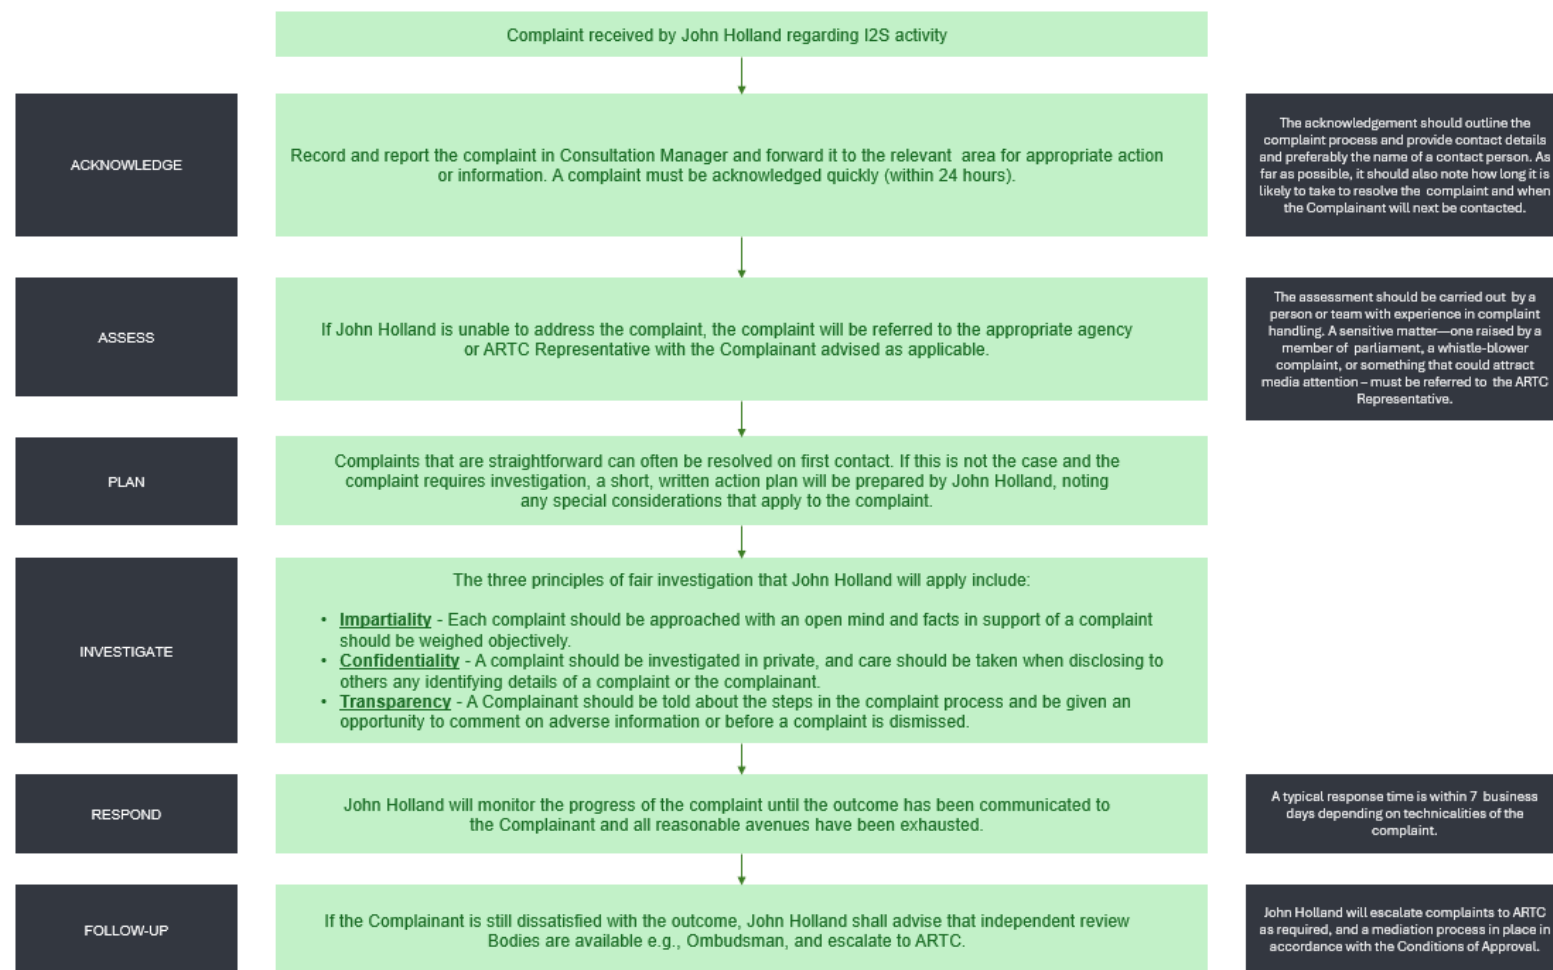 Complaint received by John Holland regarding I2S activity
ACKNOWLEDGE
Record and report the complaint in Consultation Manager and forward it to the relevant area for appropriate action
or information. A complaint must be acknowledged quickly (within 24 hours).
The acknowledgement should outline the
complaint process and provide contact details
and preferably the name of a contact person. As
far as possible, it should also note how long it is
likely to take to resolve the complaint and when
the Complainant will next be contacted.
ASSESS
If John Holland is unable to address the complaint, the complaint will be referred to the appropriate agency
or ARTC Representative with the Complainant advised as applicable.
The assessment should be carried out by a
person or team with experience in complaint
handling. A sensitive matter—one raised by a
member of parliament, a whistle-blower
complaint, or something that could attract
media attention – must be referred to the ARTC
Representative.
PLAN
Complaints that are straightforward can often be resolved on first contact. If this is not the case and the
complaint requires investigation, a short, written action plan will be prepared by John Holland, noting
any special considerations that apply to the complaint.
INVESTIGATE
The three principles of fair investigation that John Holland will apply include:
• Impartiality - Each complaint should be approached with an open mind and facts in support of a complaint
should be weighed objectively.
• Confidentiality - A complaint should be investigated in private, and care should be taken when disclosing to
others any identifying details of a complaint or the complainant.
• Transparency - A Complainant should be told about the steps in the complaint process and be given an
opportunity to comment on adverse information or before a complaint is dismissed.
RESPOND
John Holland will monitor the progress of the complaint until the outcome has been communicated to
the Complainant and all reasonable avenues have been exhausted.
A typical response time is within 7 business
days depending on technicalities of the
complaint.
FOLLOW-UP
If the Complainant is still dissatisfied with the outcome, John Holland shall advise that independent review
Bodies are available e.g., Ombudsman, and escalate to ARTC.
John Holland will escalate complaints to ARTC
as required, and a mediation process in place in
accordance with the Conditions of Approval.